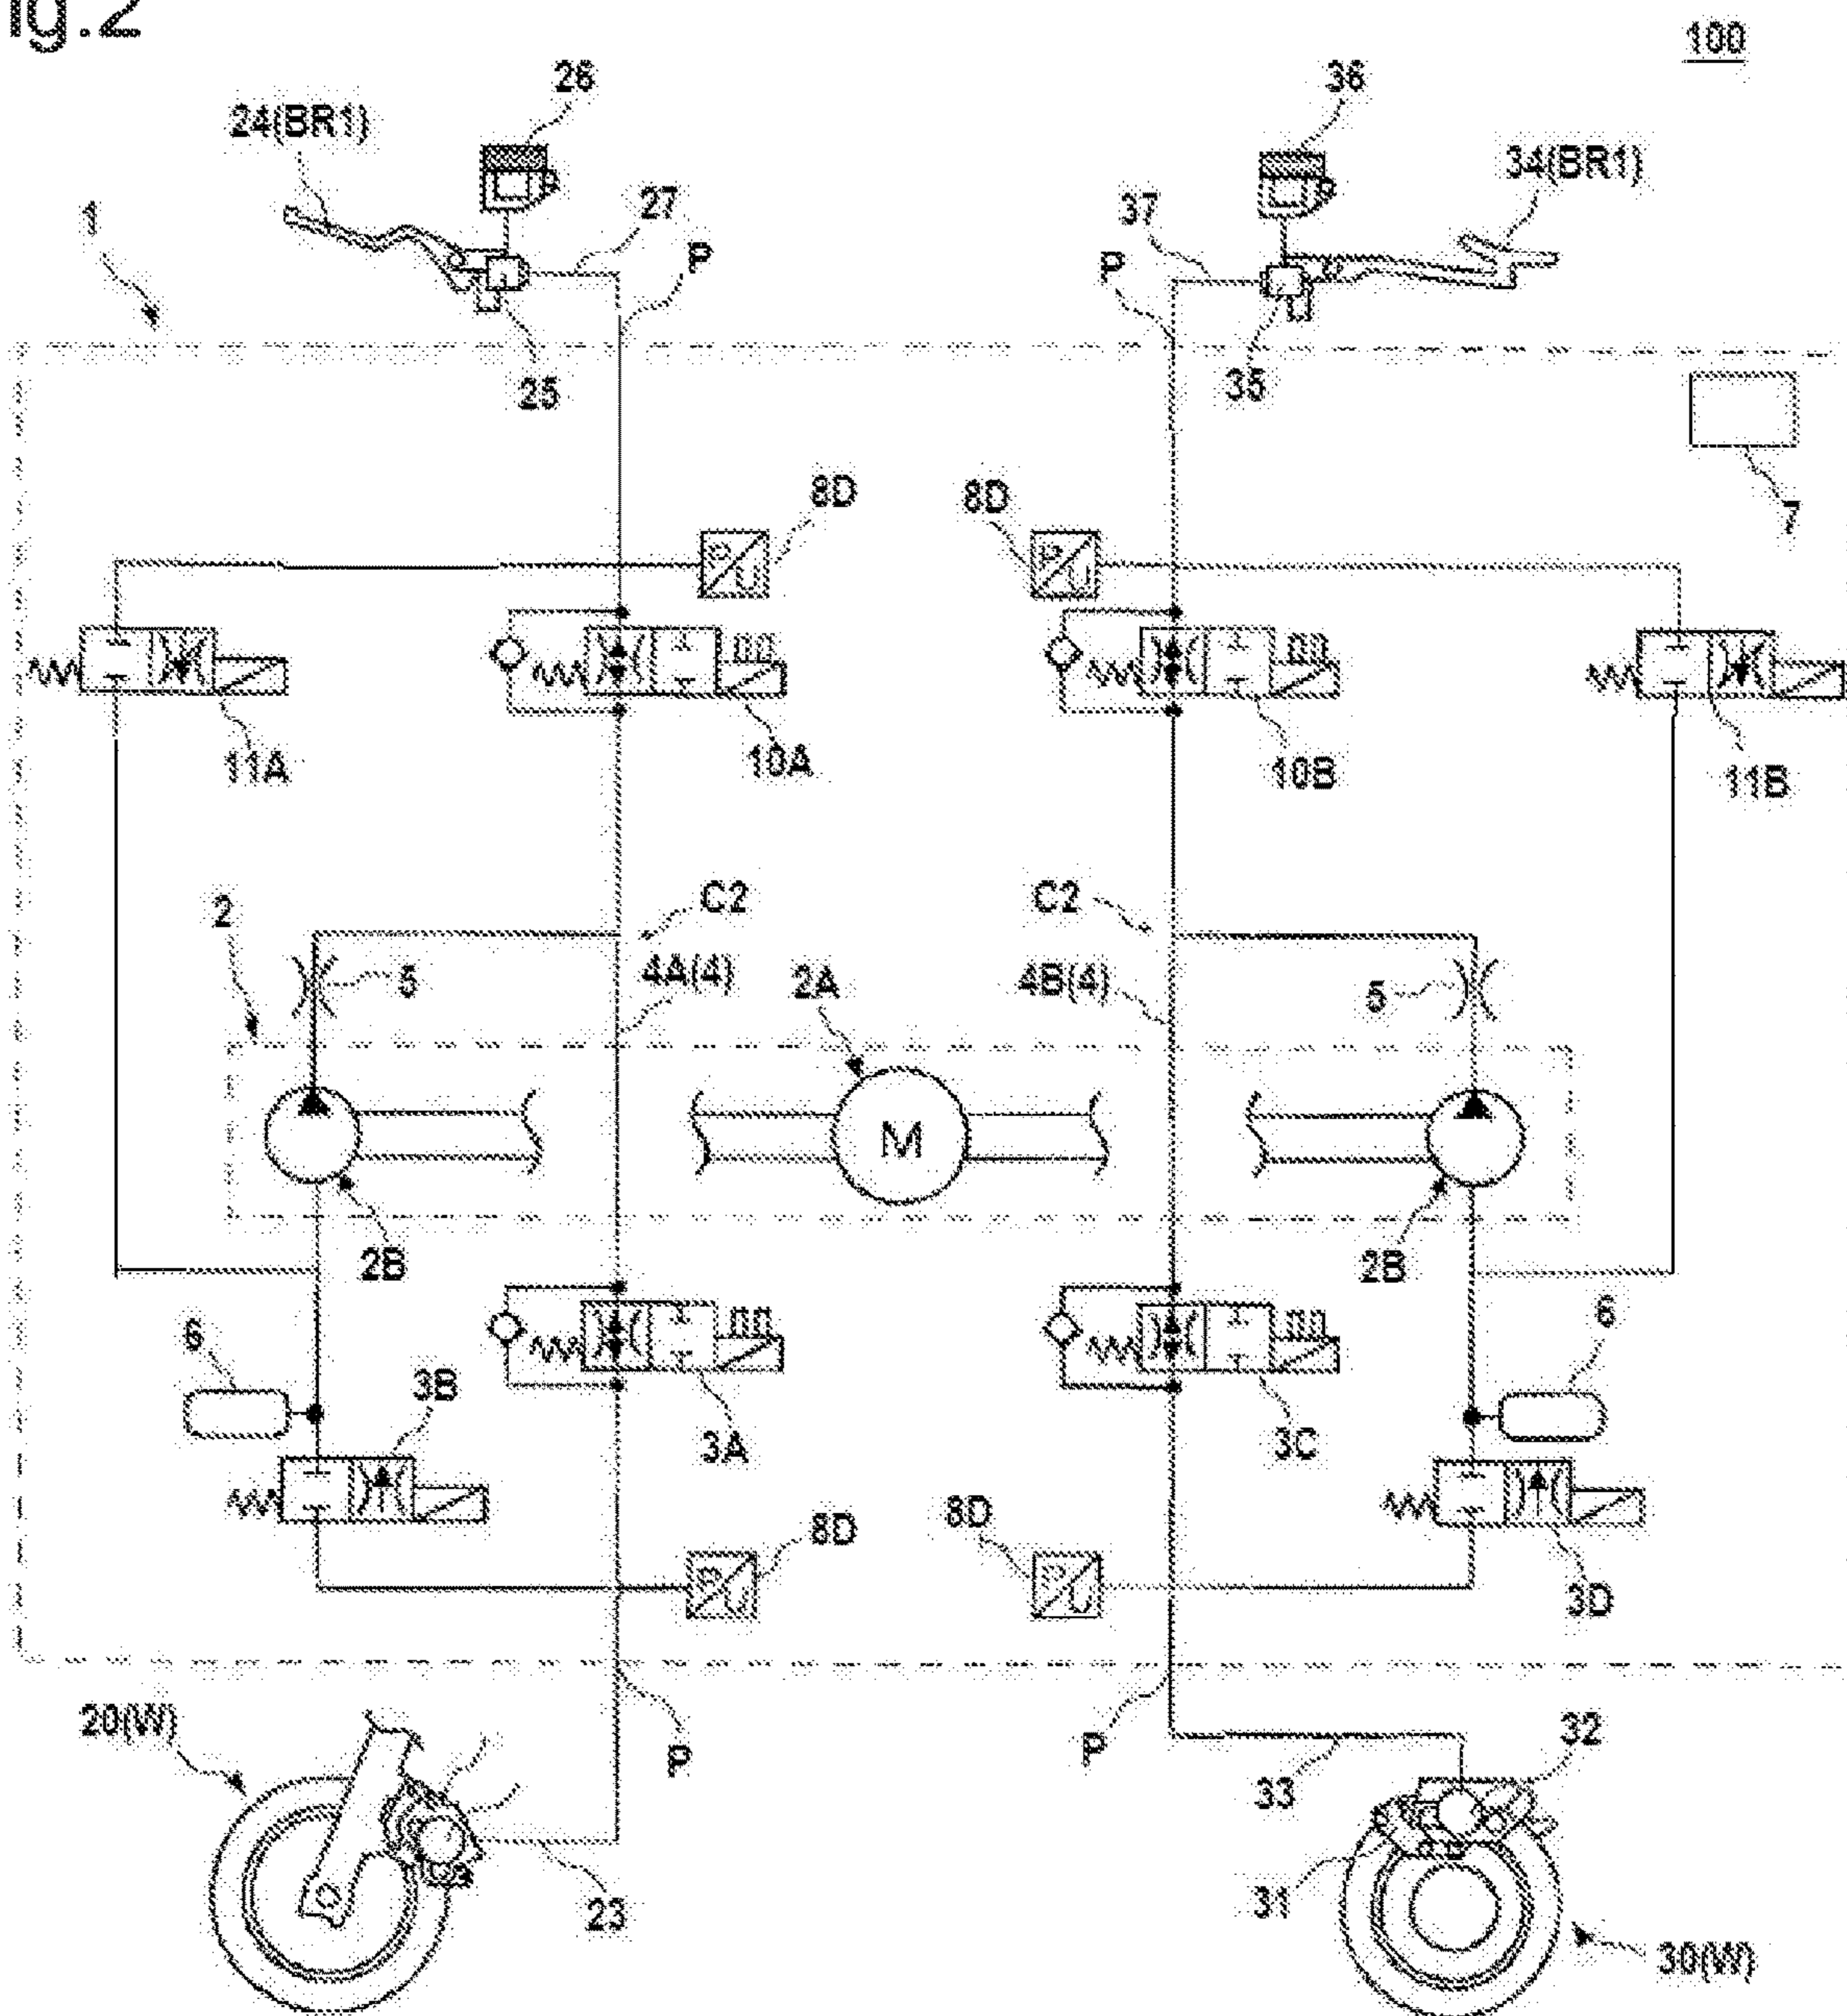 ig.2
100
26
36
24(BR1)
34(BR1)
1
27
P
37
P
25
35
7
8D
8D
11A
10A
10B
11B
2
C2
C2
5
4A(4)
2A
4B(4)
5
M
2B
2B
6
3B
3A
3C
6
8D
8D
3D
20(W)
P
P
32
33
23
31
30(W)
P U
P U
P U
P U